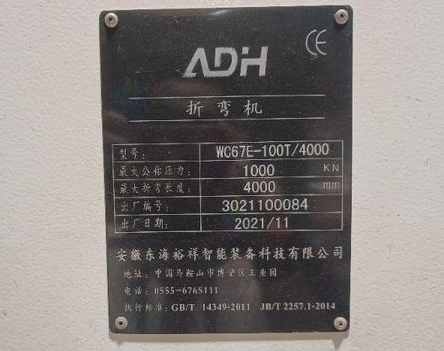 ADH CE
折弯机
型号: WC67E-100T/4000
最大公称压力: 1000 KN
最大折弯长度: 4000 mm
出厂编号: 3021100084
出厂日期: 2021/11
安徽东海裕祥智能装备科技有限公司
地址: 中国马鞍山市博望区工业园
电话: 0555-6765111
执行标准: GB/T 14349-2011 JB/T 2257.1-2014